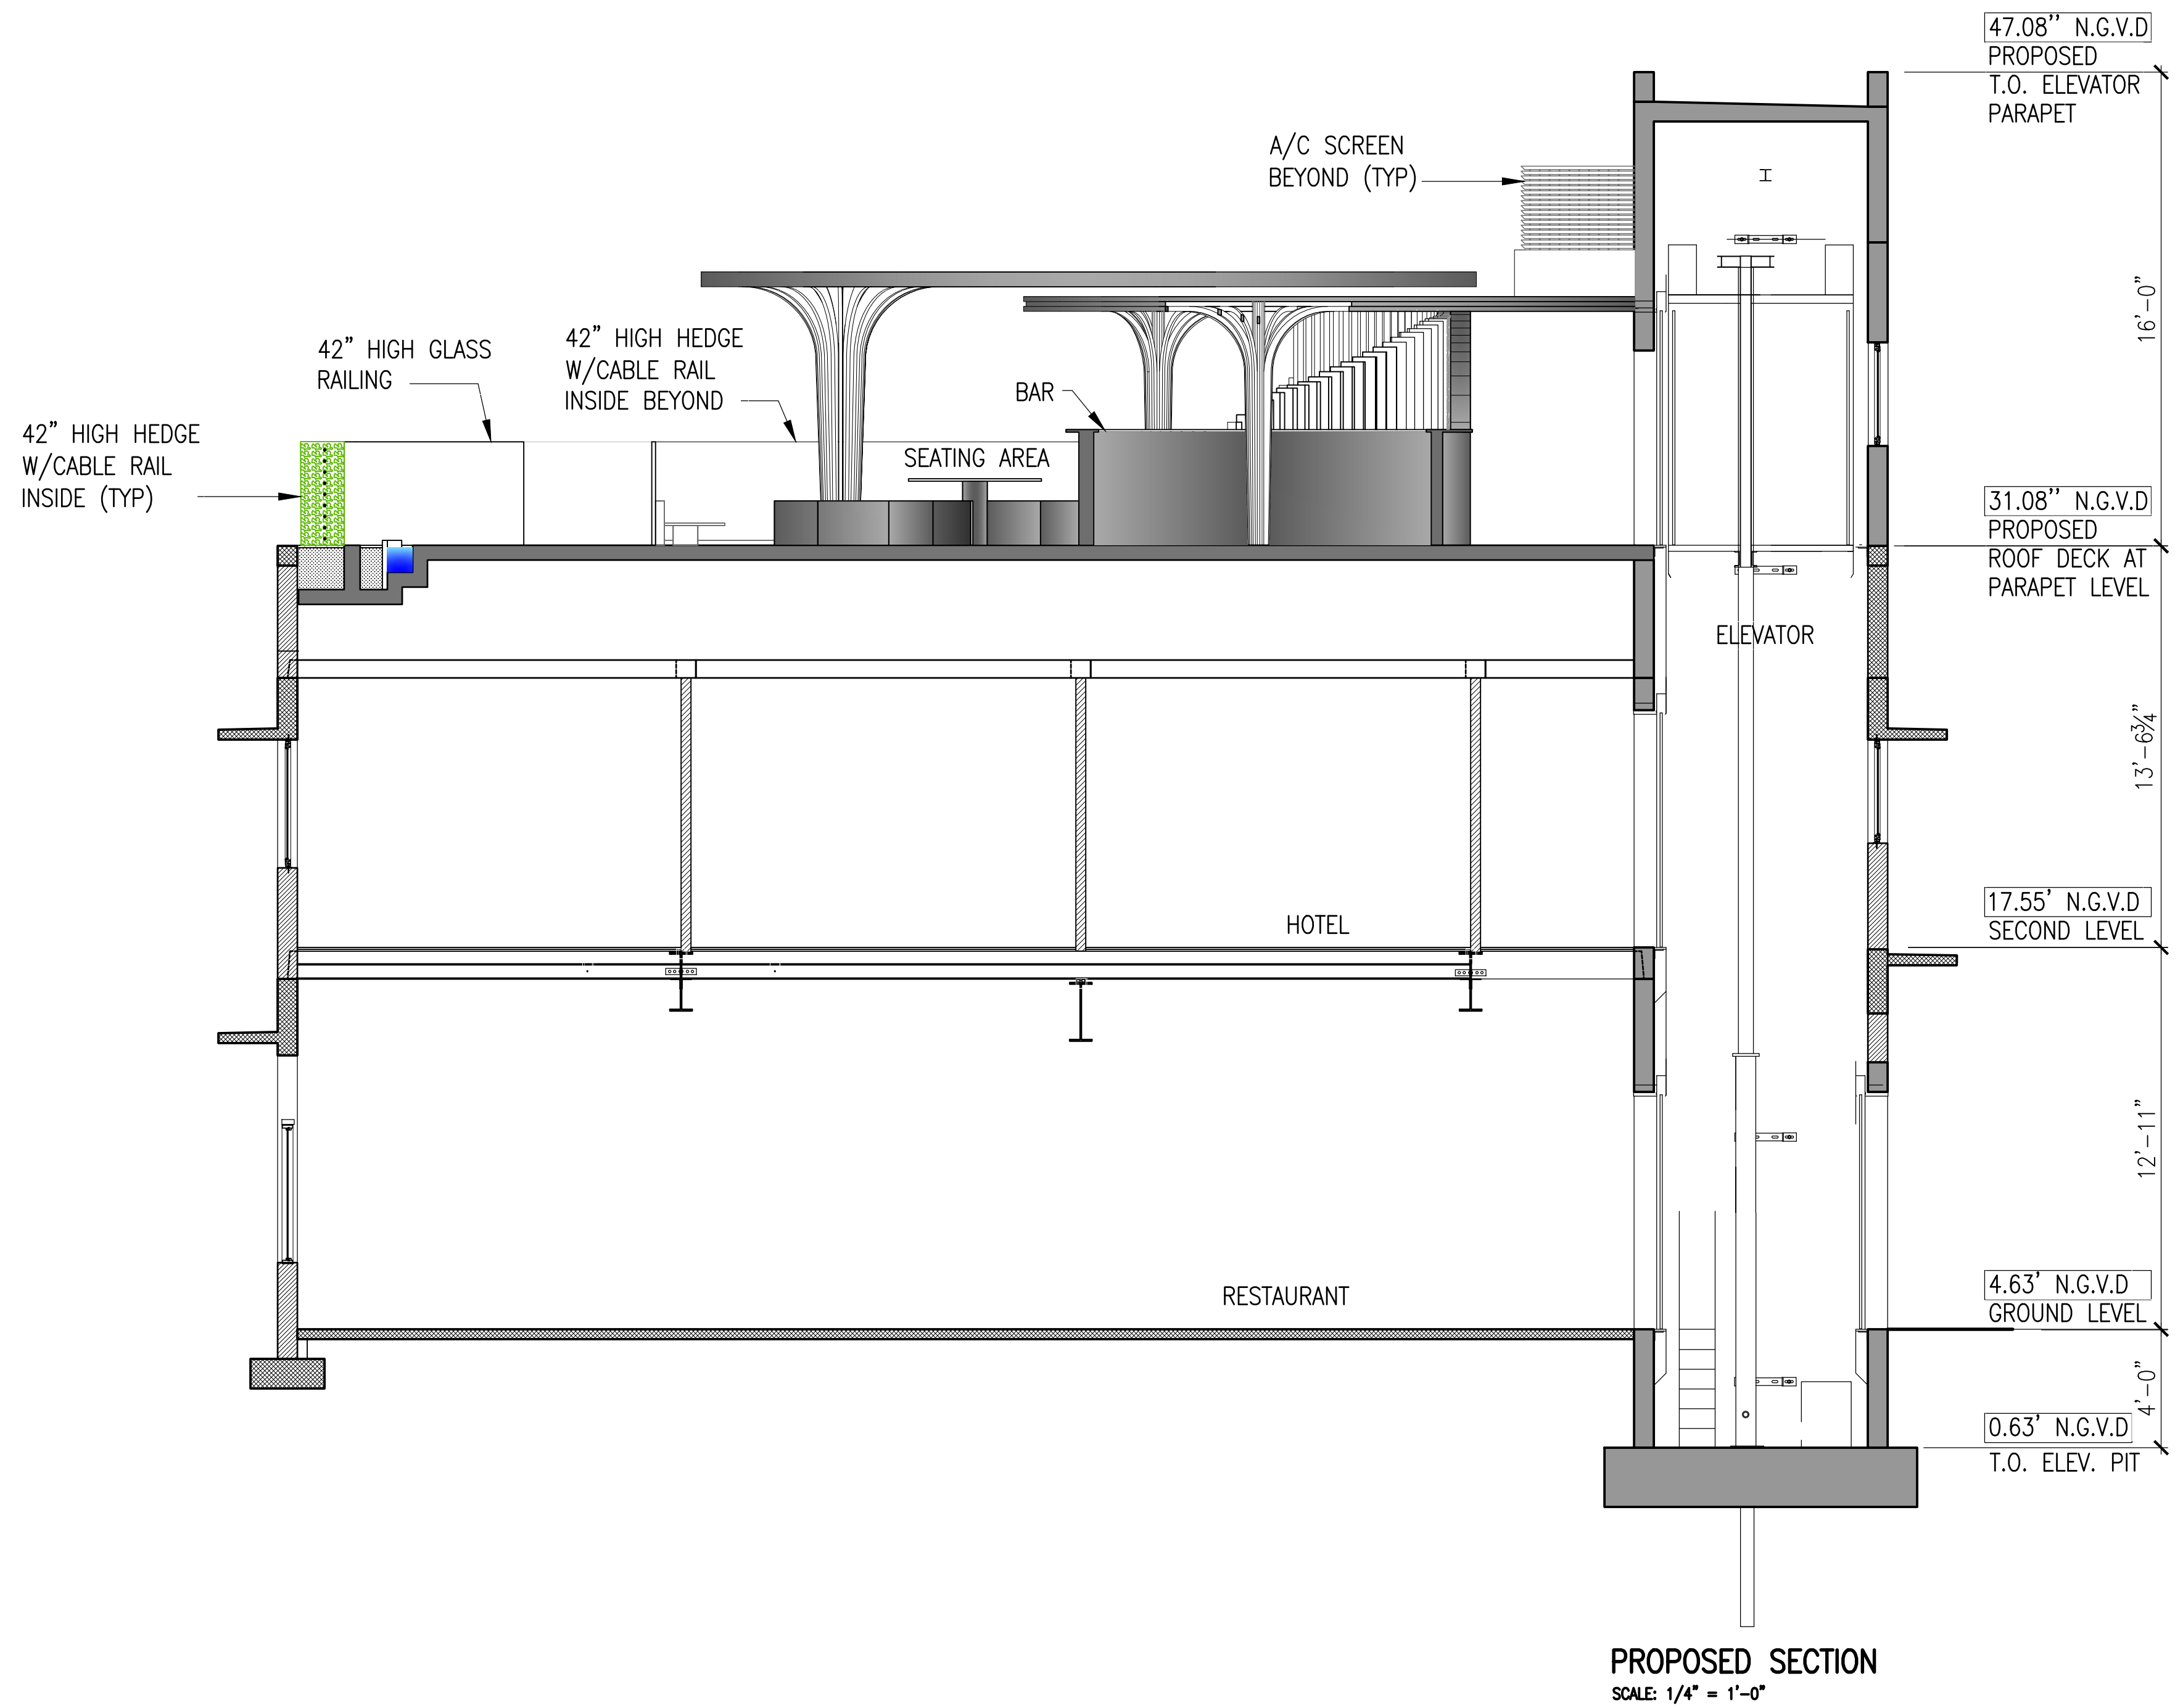 47.08'' N.G.V.D
PROPOSED
T.O. ELEVATOR
PARAPET
A/C SCREEN
BEYOND (TYP)
16'-0"
42" HIGH GLASS
RAILING
42" HIGH HEDGE
W/CABLE RAIL
INSIDE BEYOND
BAR
42" HIGH HEDGE
W/CABLE RAIL
INSIDE (TYP)
SEATING AREA
31.08'' N.G.V.D
PROPOSED
ROOF DECK AT
PARAPET LEVEL
ELEVATOR
13'-6¾"
HOTEL
17.55' N.G.V.D
SECOND LEVEL
12'-11"
RESTAURANT
4.63' N.G.V.D
GROUND LEVEL
4'-0"
0.63' N.G.V.D
T.O. ELEV. PIT
PROPOSED SECTION
SCALE: 1/4" = 1'-0"